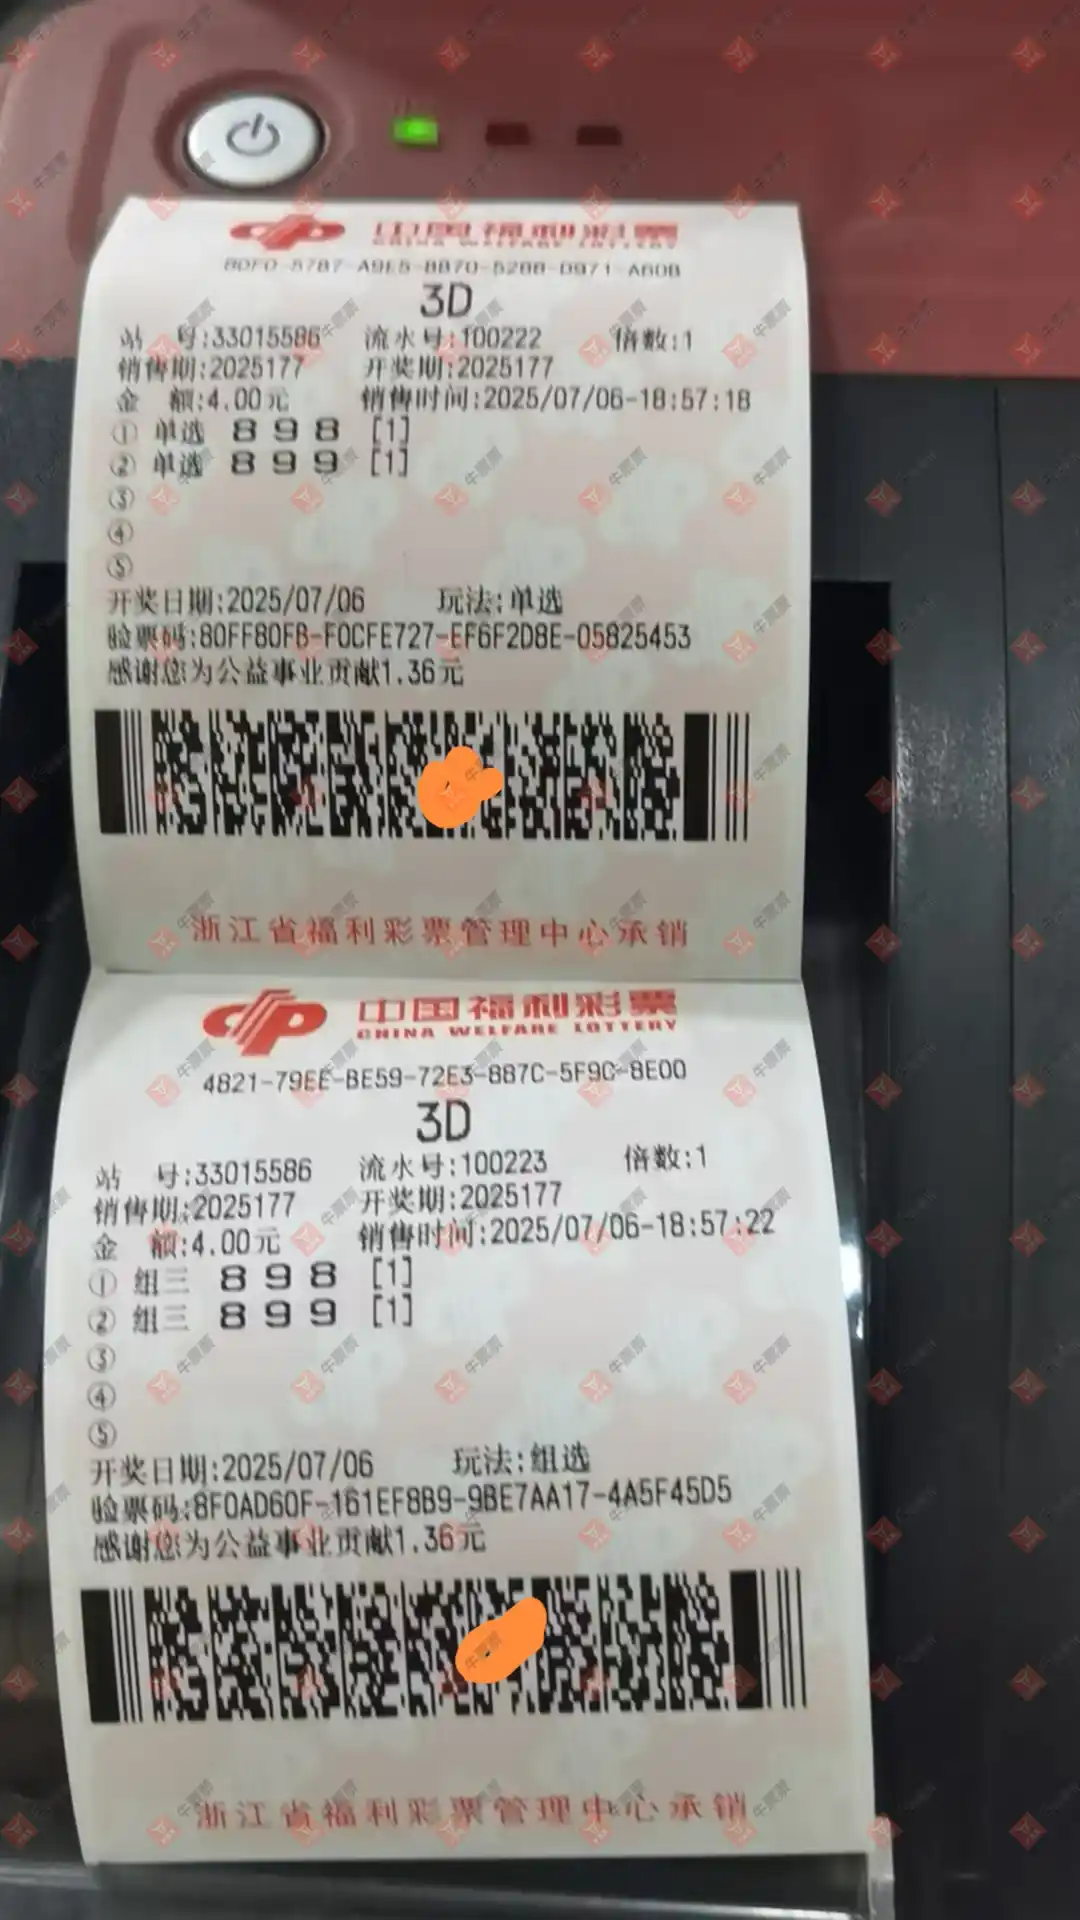 中国福利彩票
CHINA WELFARE LOTTERY
80F0-5787-A9E5-8B70-5288-D971-A60B
3D
站 号:33015586 流水号:100222 倍数:1
销售期:2025177 开奖期:2025177
金 额:4.00元 销售时间:2025/07/06-18:57:18
① 单选 8 9 8 [1]
② 单选 8 9 9 [1]
③
④
⑤
开奖日期:2025/07/06 玩法:单选
验票码:80FF80FB-F0CFE727-EF6F2D8E-05825453
感谢您为公益事业贡献1.36元
浙江省福利彩票管理中心承销
中国福利彩票
CHINA WELFARE LOTTERY
4821-79EE-BE59-72E3-887C-5F9C-8E00
3D
站 号:33015586 流水号:100223 倍数:1
销售期:2025177 开奖期:2025177
金 额:4.00元 销售时间:2025/07/06-18:57:22
① 组三 8 9 8 [1]
② 组三 8 9 9 [1]
③
④
⑤
开奖日期:2025/07/06 玩法:组选
验票码:8F0AD60F-161EF8B9-9BE7AA17-4A5F45D5
感谢您为公益事业贡献1.36元
浙江省福利彩票管理中心承销
牛票票